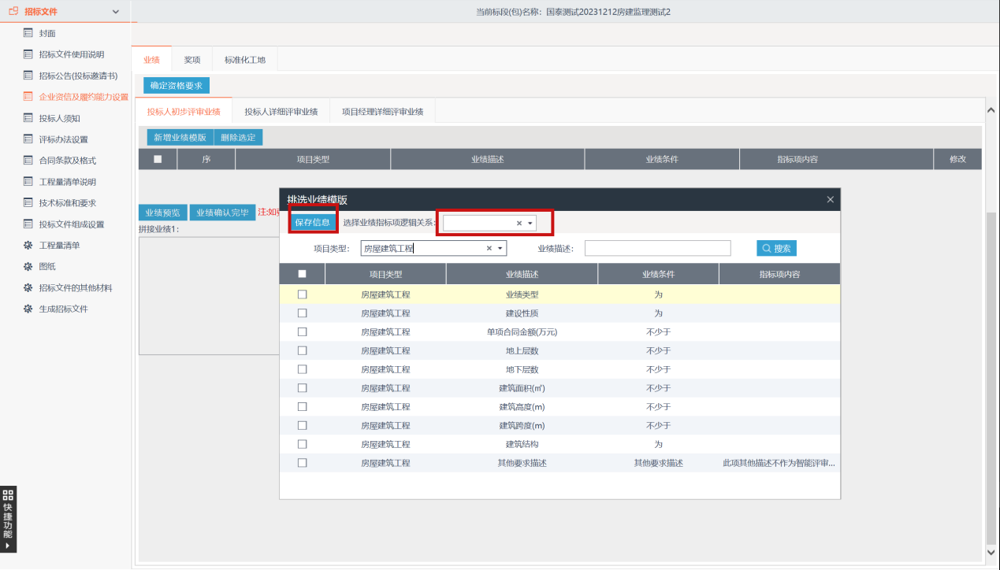 招标文件
当前标段(包)名称: 国泰测试20231212房建监理测试2
封面
招标文件使用说明
招标公告(投标邀请书)
企业资信及履约能力设置
投标人须知
评标办法设置
合同条款及格式
工程量清单说明
技术标准和要求
投标文件组成设置
工程量清单
图纸
招标文件的其他材料
生成招标文件
快捷功能
业绩 奖项 标准化工地
确定资格要求
投标人初步评审业绩 投标人详细评审业绩 项目经理详细评审业绩
新增业绩模版 删除选定
序 项目类型 业绩描述 业绩条件 指标项内容 修改
业绩预览 业绩确认完毕 注:如
拼接业绩1:
挑选业绩模版
保存信息 选择业绩指标项逻辑关系:
项目类型: 房屋建筑工程 业绩描述: 搜索
项目类型 业绩描述 业绩条件 指标项内容
房屋建筑工程 业绩类型 为
房屋建筑工程 建设性质 为
房屋建筑工程 单项合同金额(万元) 不少于
房屋建筑工程 地上层数 不少于
房屋建筑工程 地下层数 不少于
房屋建筑工程 建筑面积(㎡) 不少于
房屋建筑工程 建筑高度(m) 不少于
房屋建筑工程 建筑跨度(m) 不少于
房屋建筑工程 建筑结构 为
房屋建筑工程 其他要求描述 其他要求描述 此项其他描述不作为智能评审...